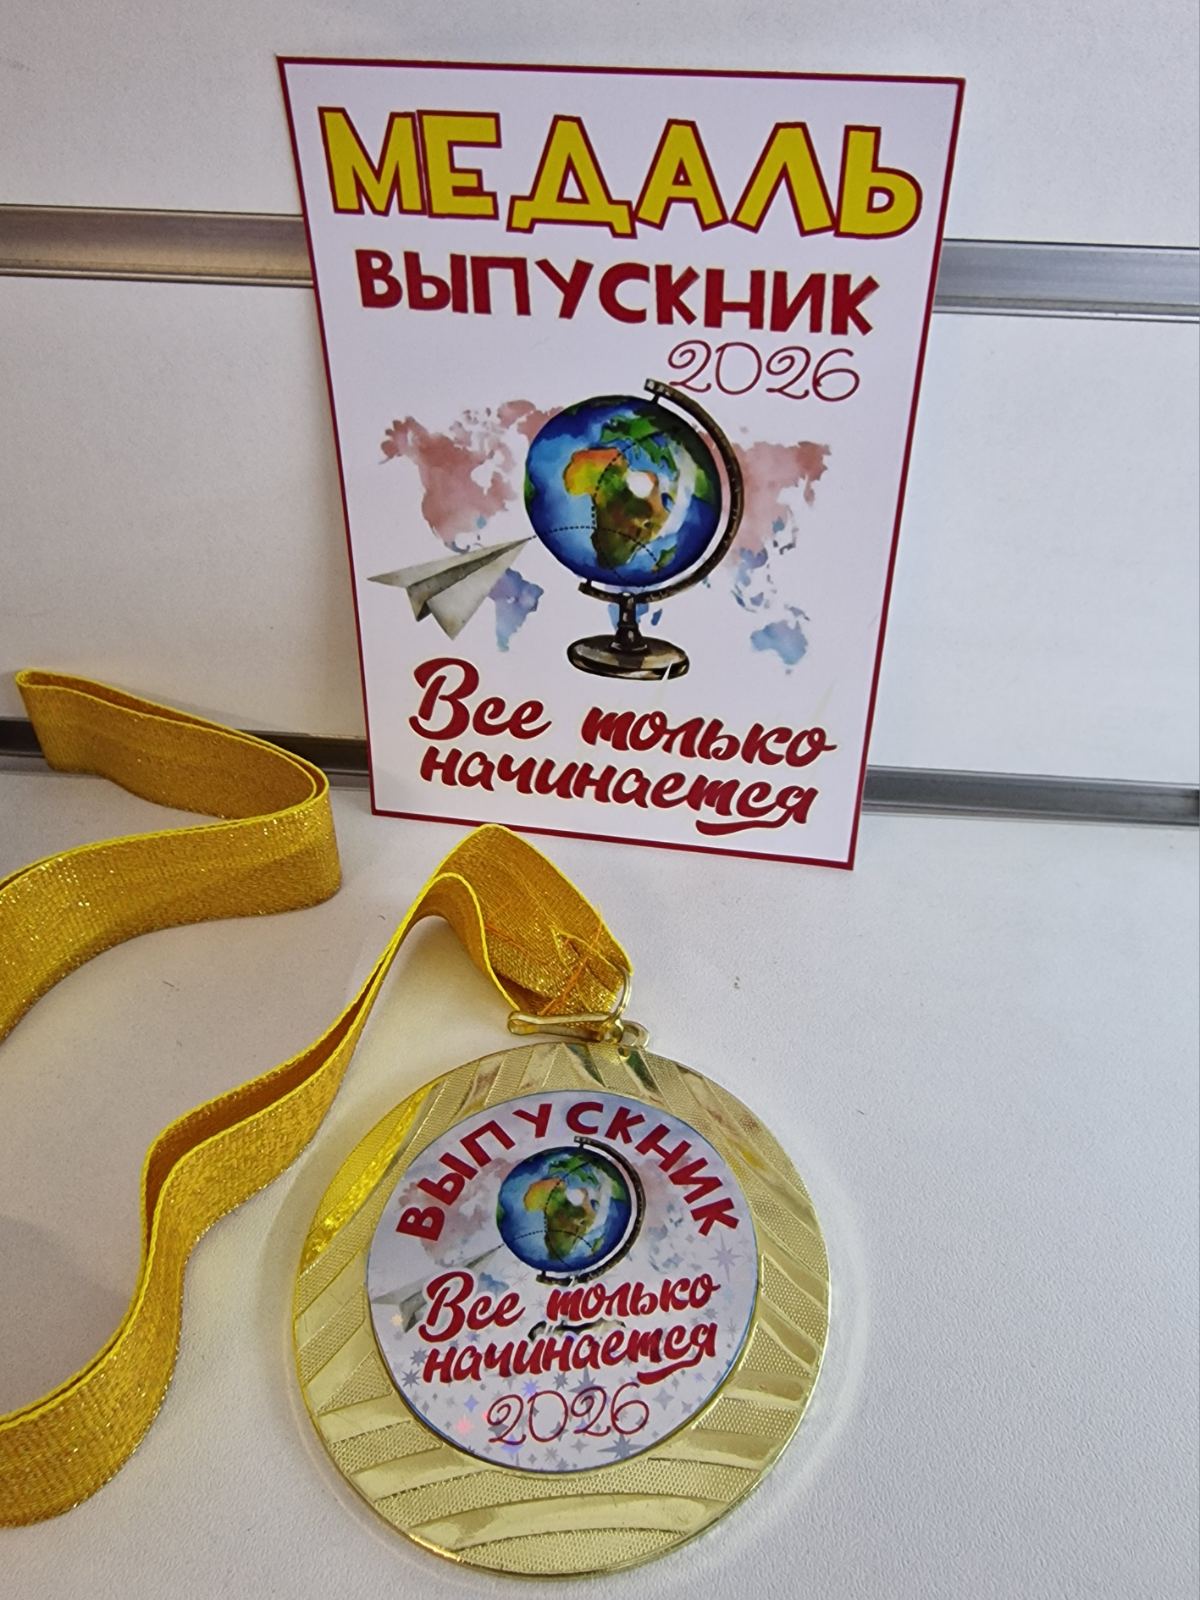 МЕДАЛЬ
ВЫПУСКНИК
2026
Все только
начинается
ВЫПУСКНИК
Все только
начинается
2026